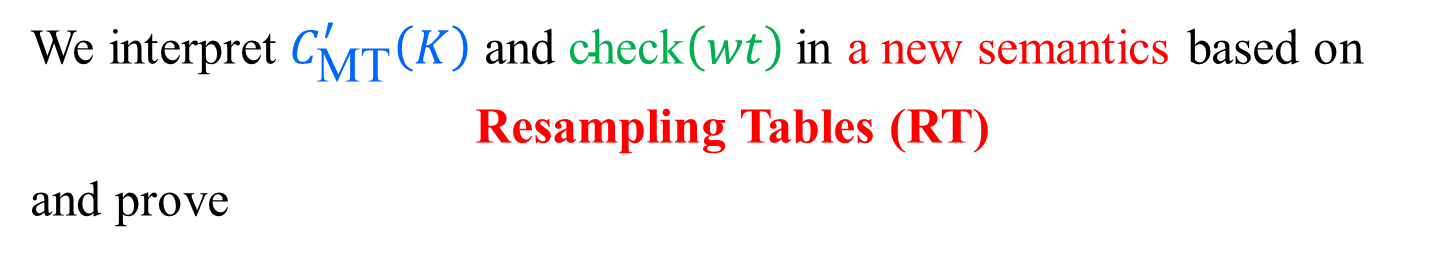 We interpret C′MT(K) and check(wt) in a new semantics based on
Resampling Tables (RT)
and prove